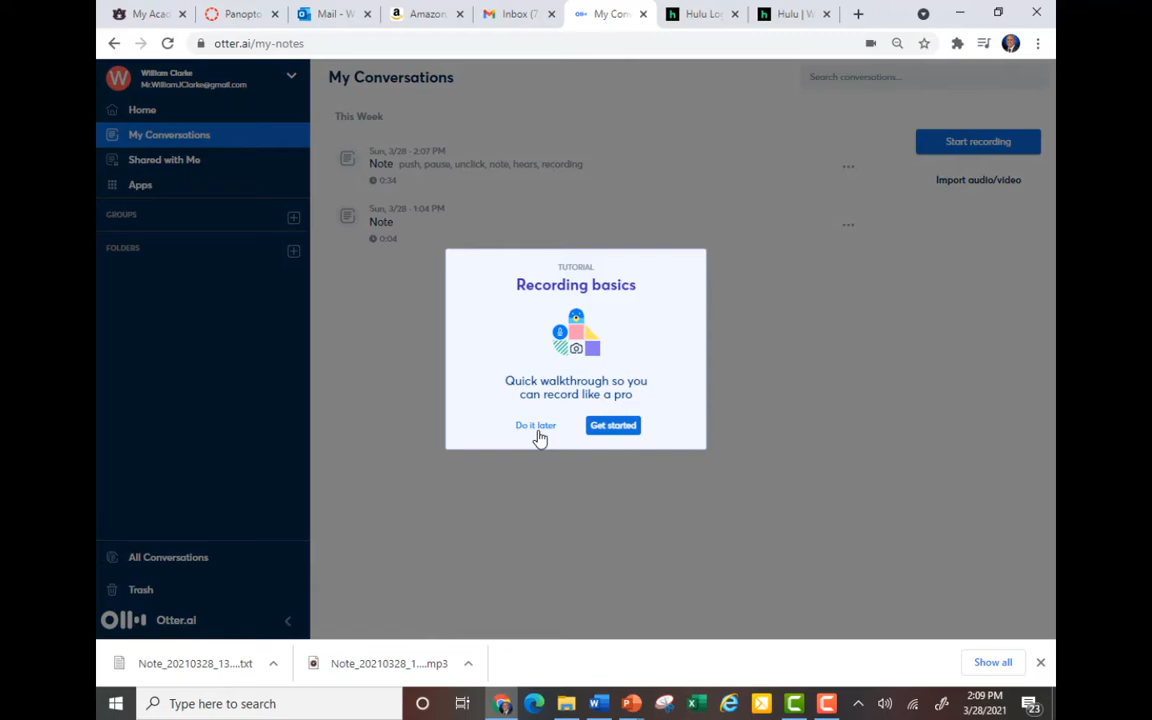 My Acac
Panopto
Mail - W
Amazon.
Inbox (7
My Con
Hulu Log
Hulu | W
otter.ai/my-notes
W
William Clarke
Mr.WilliamJClarke@gmail.com
Home
My Conversations
Shared with Me
Apps
GROUPS
FOLDERS
All Conversations
Trash
Otter.ai
My Conversations
Search conversations...
This Week
Sun, 3/28 - 2:07 PM
Note push, pause, unclick, note, hears, recording
0:34
Sun, 3/28 - 1:04 PM
Note
0:04
Start recording
Import audio/video
TUTORIAL
Recording basics
Quick walkthrough so you
can record like a pro
Do it later
Get started
Note_20210328_13....txt
Note_20210328_1....mp3
Show all
Type here to search
2:09 PM
3/28/2021
23